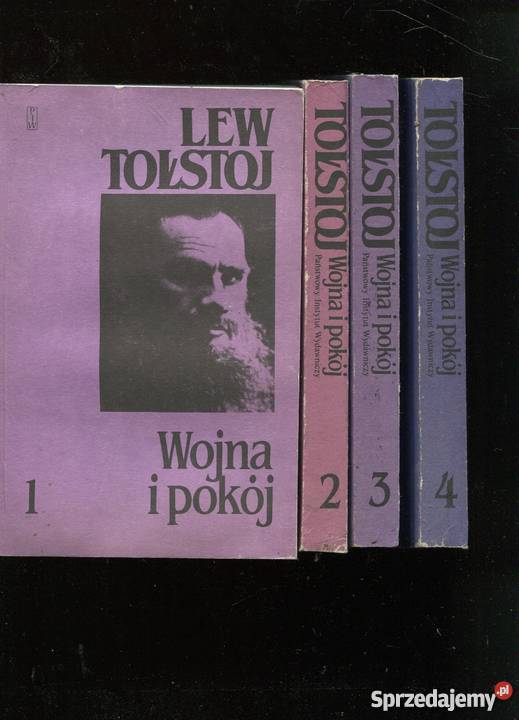 PIW
LEW
TOŁSTOJ
Wojna
i pokój
1
TOŁSTOJ Wojna i pokój
Państwowy Instytut Wydawniczy
2
TOŁSTOJ Wojna i pokój
Państwowy Instytut Wydawniczy
3
TOŁSTOJ Wojna i pokój
Państwowy Instytut Wydawniczy
4
Sprzedajemy.pl